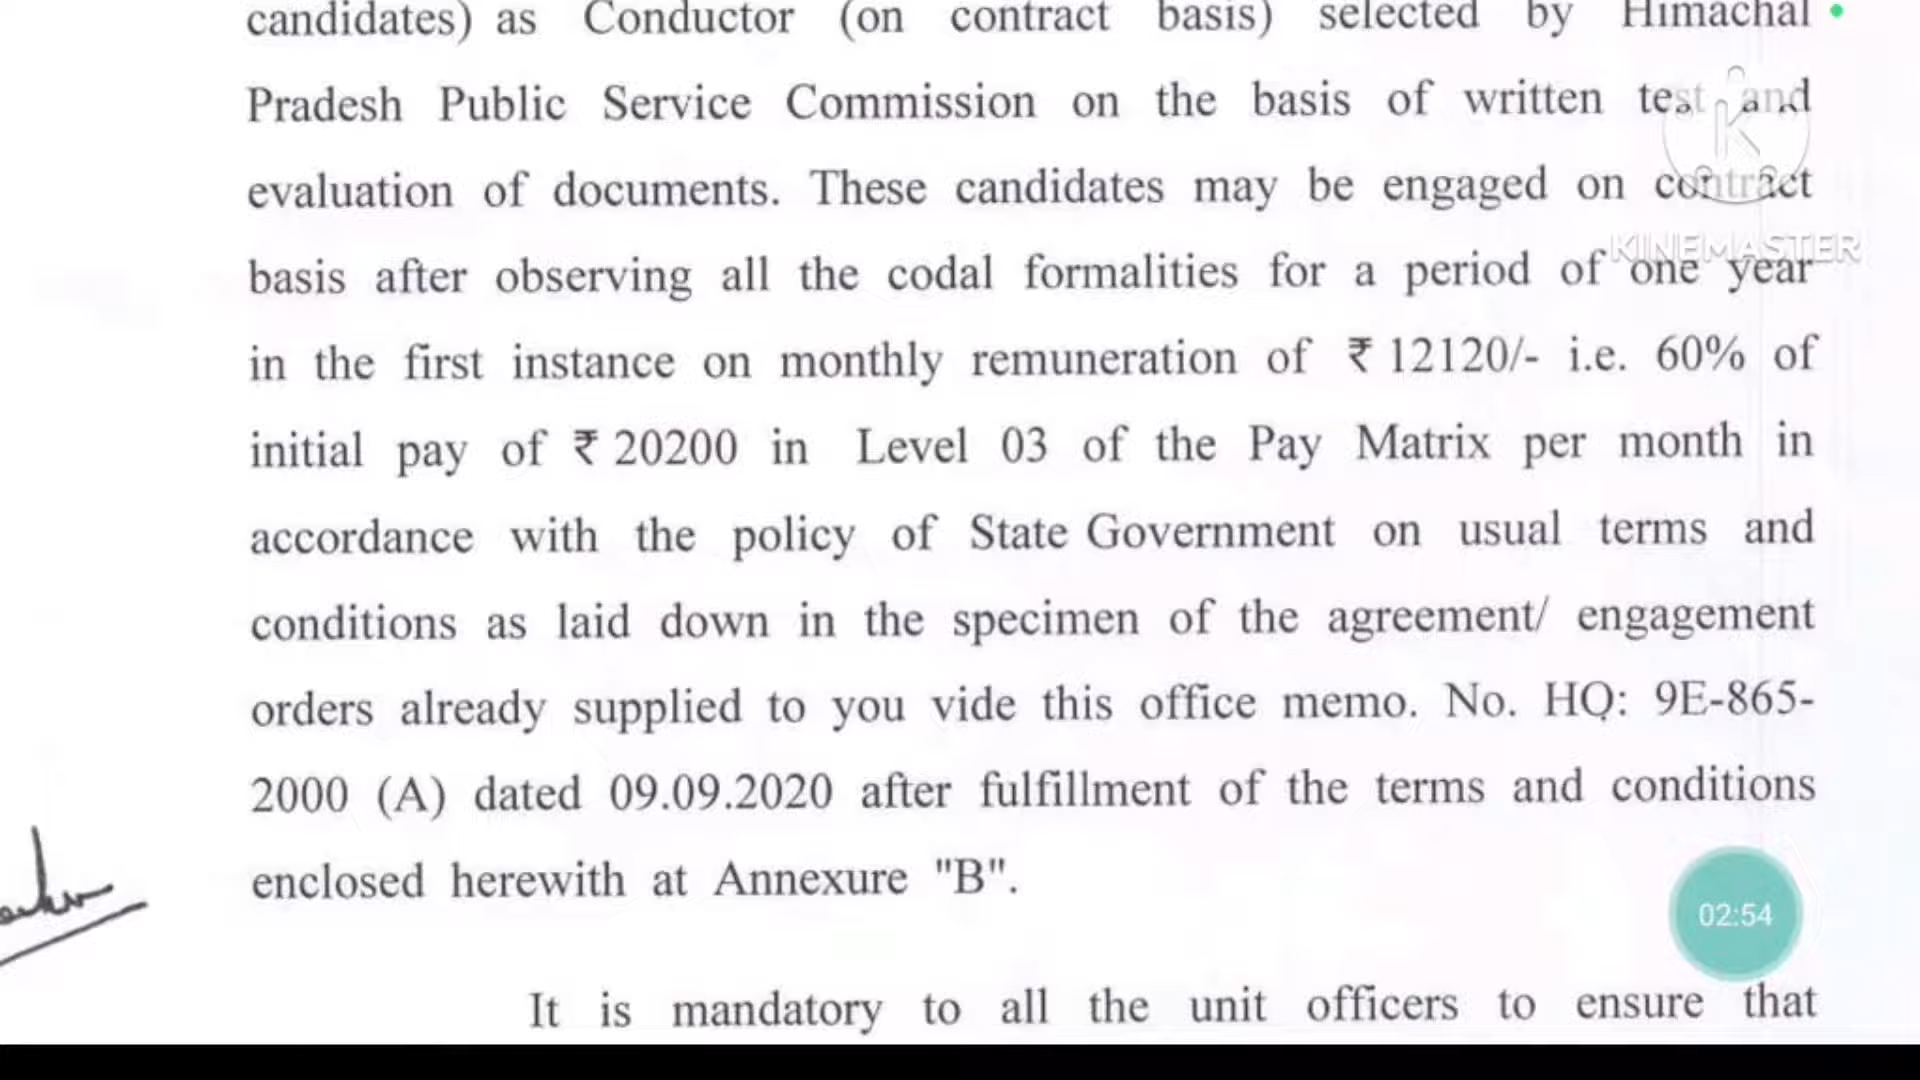 candidates) as Conductor (on contract basis) selected by Himachal
Pradesh Public Service Commission on the basis of written test and
evaluation of documents. These candidates may be engaged on contract
basis after observing all the codal formalities for a period of one year
in the first instance on monthly remuneration of ₹ 12120/- i.e. 60% of
initial pay of ₹ 20200 in Level 03 of the Pay Matrix per month in
accordance with the policy of State Government on usual terms and
conditions as laid down in the specimen of the agreement/ engagement
orders already supplied to you vide this office memo. No. HQ: 9E-865-
2000 (A) dated 09.09.2020 after fulfillment of the terms and conditions
enclosed herewith at Annexure "B".
It is mandatory to all the unit officers to ensure that
K
KINEMASTER
02:54